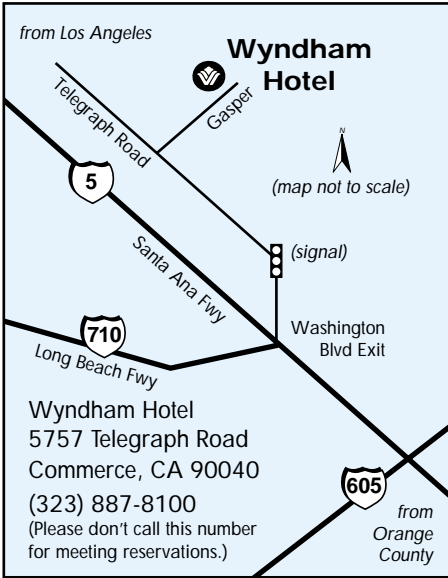 from Los Angeles
Wyndham
Hotel
Telegraph Road
Gasper
N
(map not to scale)
5
(signal)
Santa Ana Fwy
710
Washington
Blvd Exit
Long Beach Fwy
Wyndham Hotel
5757 Telegraph Road
Commerce, CA 90040
(323) 887-8100
(Please don't call this number
for meeting reservations.)
605
from
Orange
County